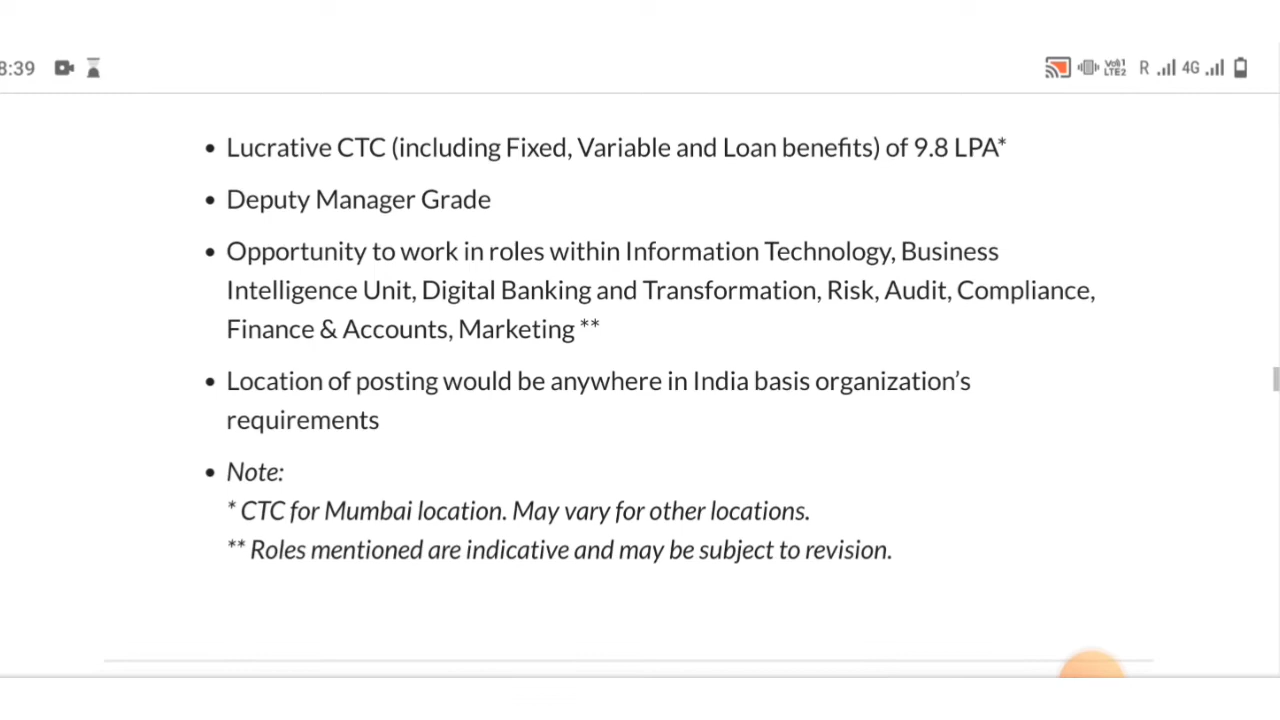 8:39 VoLTE2 R 4G
• Lucrative CTC (including Fixed, Variable and Loan benefits) of 9.8 LPA*
• Deputy Manager Grade
• Opportunity to work in roles within Information Technology, Business
Intelligence Unit, Digital Banking and Transformation, Risk, Audit, Compliance,
Finance & Accounts, Marketing **
• Location of posting would be anywhere in India basis organization’s
requirements
• Note:
* CTC for Mumbai location. May vary for other locations.
** Roles mentioned are indicative and may be subject to revision.